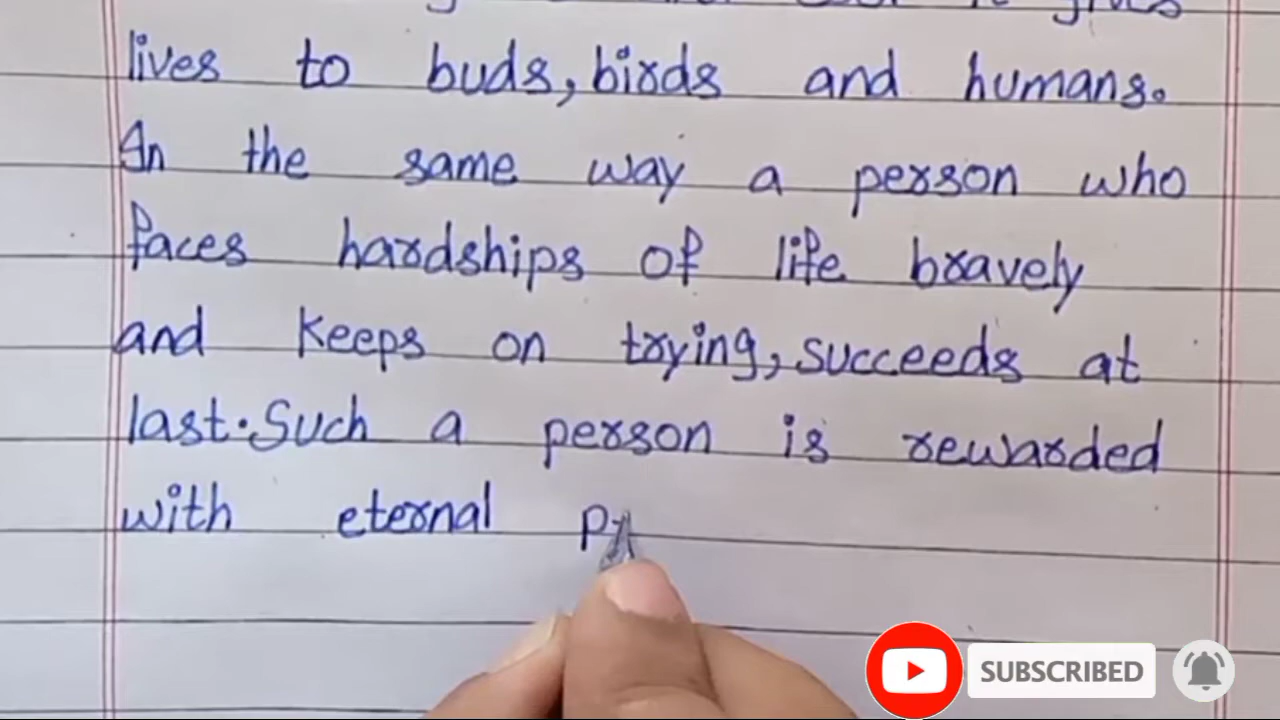 lives to buds, birds and humans.
In the same way a person who
faces hardships of life bravely
and keeps on trying, succeeds at
last. Such a person is rewarded
with eternal
SUBSCRIBED